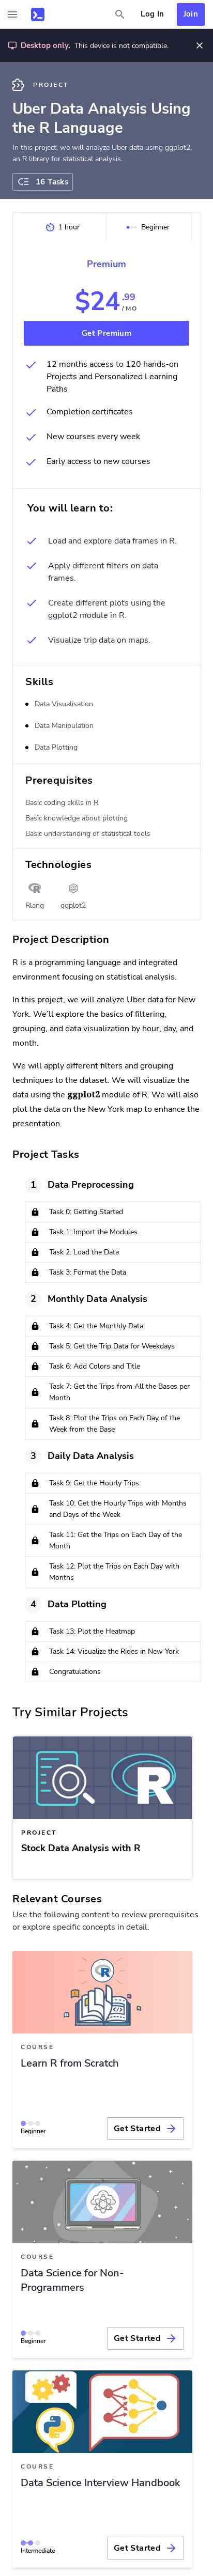 Log In
Join
Desktop only. This device is not compatible.
PROJECT
Uber Data Analysis Using
the R Language
In this project, we will analyze Uber data using ggplot2,
an R library for statistical analysis.
16 Tasks
1 hour
Beginner
Premium
$24.99
/MO
Get Premium
12 months access to 120 hands-on
Projects and Personalized Learning
Paths
Completion certificates
New courses every week
Early access to new courses
You will learn to:
Load and explore data frames in R.
Apply different filters on data
frames.
Create different plots using the
ggplot2 module in R.
Visualize trip data on maps.
Skills
Data Visualisation
Data Manipulation
Data Plotting
Prerequisites
Basic coding skills in R
Basic knowledge about plotting
Basic understanding of statistical tools
Technologies
Rlang
ggplot2
Project Description
R is a programming language and integrated
environment focusing on statistical analysis.
In this project, we will analyze Uber data for New
York. We’ll explore the basics of filtering,
grouping, and data visualization by hour, day, and
month.
We will apply different filters and grouping
techniques to the dataset. We will visualize the
data using the ggplot2 module of R. We will also
plot the data on the New York map to enhance the
presentation.
Project Tasks
1 Data Preprocessing
Task 0: Getting Started
Task 1: Import the Modules
Task 2: Load the Data
Task 3: Format the Data
2 Monthly Data Analysis
Task 4: Get the Monthly Data
Task 5: Get the Trip Data for Weekdays
Task 6: Add Colors and Title
Task 7: Get the Trips from All the Bases per
Month
Task 8: Plot the Trips on Each Day of the
Week from the Base
3 Daily Data Analysis
Task 9: Get the Hourly Trips
Task 10: Get the Hourly Trips with Months
and Days of the Week
Task 11: Get the Trips on Each Day of the
Month
Task 12: Plot the Trips on Each Day with
Months
4 Data Plotting
Task 13: Plot the Heatmap
Task 14: Visualize the Rides in New York
Congratulations
Try Similar Projects
R
PROJECT
Stock Data Analysis with R
Relevant Courses
Use the following content to review prerequisites
or explore specific concepts in detail.
R
COURSE
Learn R from Scratch
Beginner
Get Started
COURSE
Data Science for Non-
Programmers
Beginner
Get Started
COURSE
Data Science Interview Handbook
Intermediate
Get Started